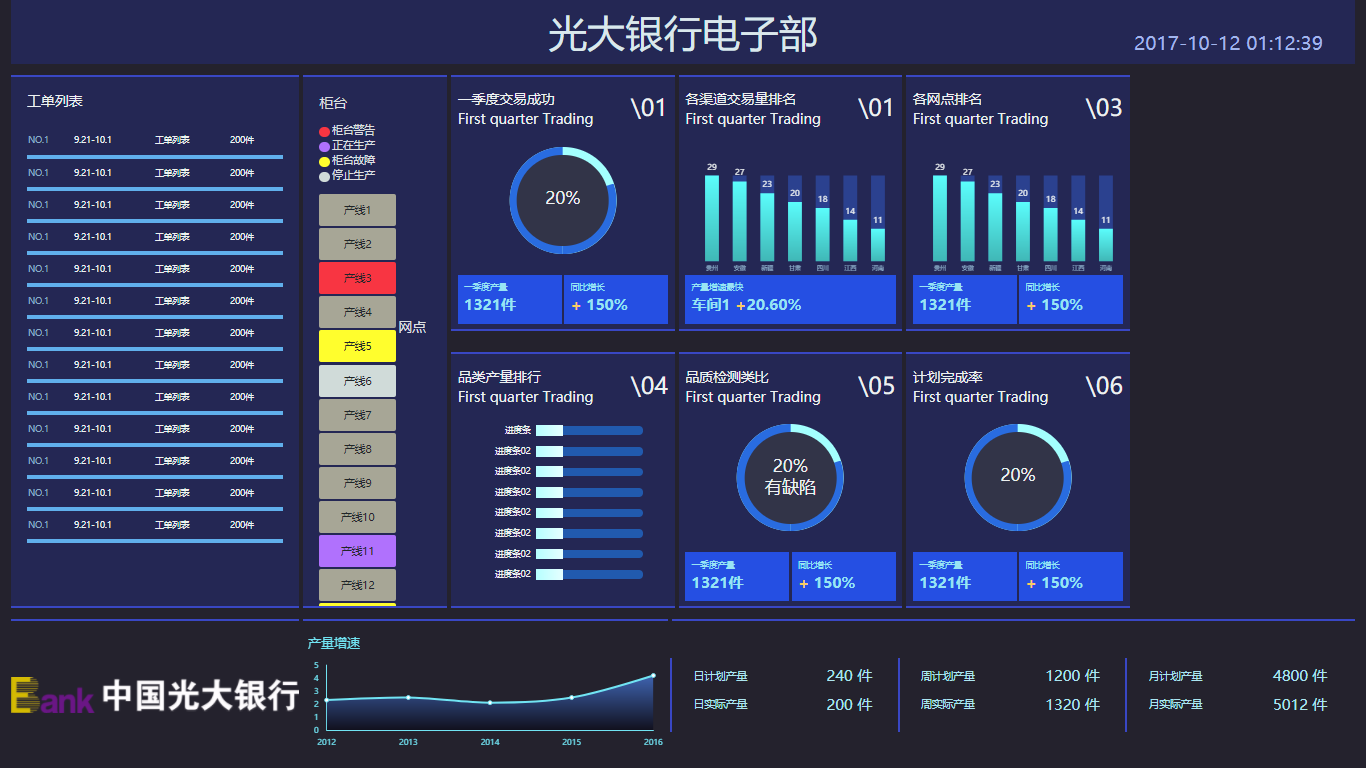 光大银行电子部
2017-10-12 01:12:39
工单列表
NO.1 9.21-10.1 工单列表 200件
NO.1 9.21-10.1 工单列表 200件
NO.1 9.21-10.1 工单列表 200件
NO.1 9.21-10.1 工单列表 200件
NO.1 9.21-10.1 工单列表 200件
NO.1 9.21-10.1 工单列表 200件
NO.1 9.21-10.1 工单列表 200件
NO.1 9.21-10.1 工单列表 200件
NO.1 9.21-10.1 工单列表 200件
NO.1 9.21-10.1 工单列表 200件
NO.1 9.21-10.1 工单列表 200件
NO.1 9.21-10.1 工单列表 200件
NO.1 9.21-10.1 工单列表 200件
柜台
柜台警告
正在生产
柜台故障
停止生产
产线1
产线2
产线3
产线4
产线5
产线6
产线7
产线8
产线9
产线10
产线11
产线12
网点
一季度交易成功
First quarter Trading
\01
20%
一季度产量
1321件
同比增长
+ 150%
各渠道交易量排名
First quarter Trading
\01
29 27 23 20 18 14 11
贵州 安徽 新疆 甘肃 四川 江西 河南
产量增速最快
车间1 +20.60%
各网点排名
First quarter Trading
\03
29 27 23 20 18 14 11
贵州 安徽 新疆 甘肃 四川 江西 河南
一季度产量
1321件
同比增长
+ 150%
品类产量排行
First quarter Trading
\04
进度条
进度条02
进度条02
进度条02
进度条02
进度条02
进度条02
进度条02
品质检测类比
First quarter Trading
\05
20%
有缺陷
一季度产量
1321件
同比增长
+ 150%
计划完成率
First quarter Trading
\06
20%
一季度产量
1321件
同比增长
+ 150%
Bank 中国光大银行
产量增速
5
4
3
2
1
0
2012 2013 2014 2015 2016
日计划产量 240 件
日实际产量 200 件
周计划产量 1200 件
周实际产量 1320 件
月计划产量 4800 件
月实际产量 5012 件